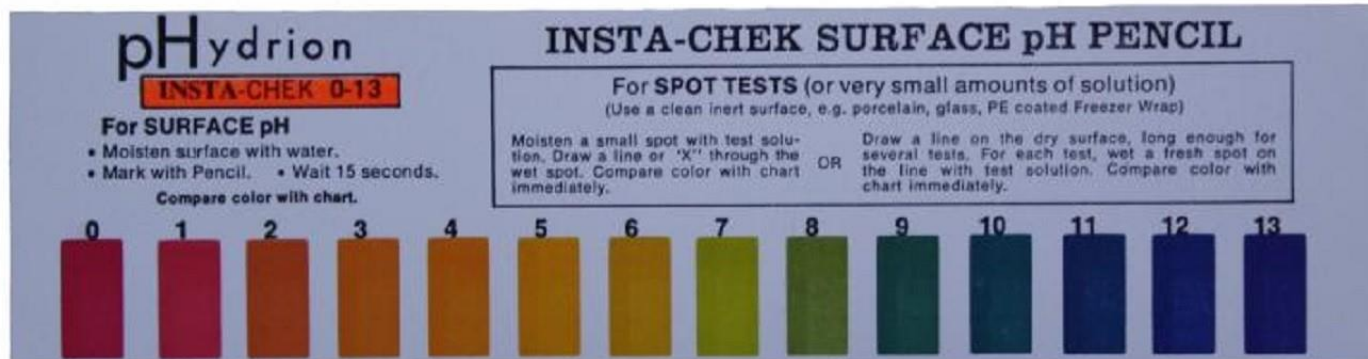 pHydrion
INSTA-CHEK 0-13
For SURFACE pH
• Moisten surface with water.
• Mark with Pencil. • Wait 15 seconds.
Compare color with chart.
INSTA-CHEK SURFACE pH PENCIL
For SPOT TESTS (or very small amounts of solution)
(Use a clean inert surface, e.g. porcelain, glass, PE coated Freezer Wrap)
Moisten a small spot with test solu-
tion. Draw a line or "X" through the
wet spot. Compare color with chart
immediately.
OR
Draw a line on the dry surface, long enough for
several tests. For each test, wet a fresh spot on
the line with test solution. Compare color with
chart immediately.
0 1 2 3 4 5 6 7 8 9 10 11 12 13